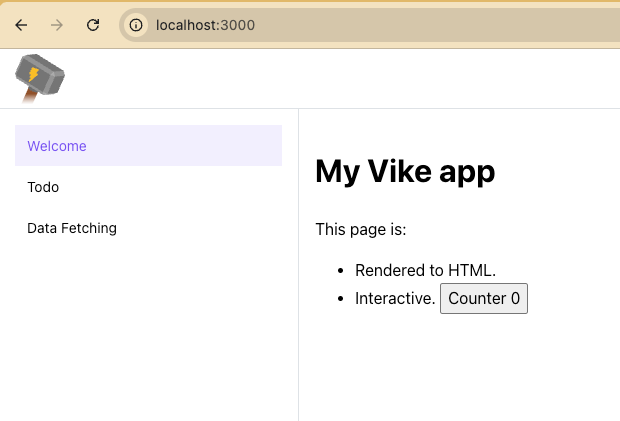 localhost:3000
Welcome
Todo
Data Fetching
My Vike app
This page is:
• Rendered to HTML.
• Interactive. Counter 0